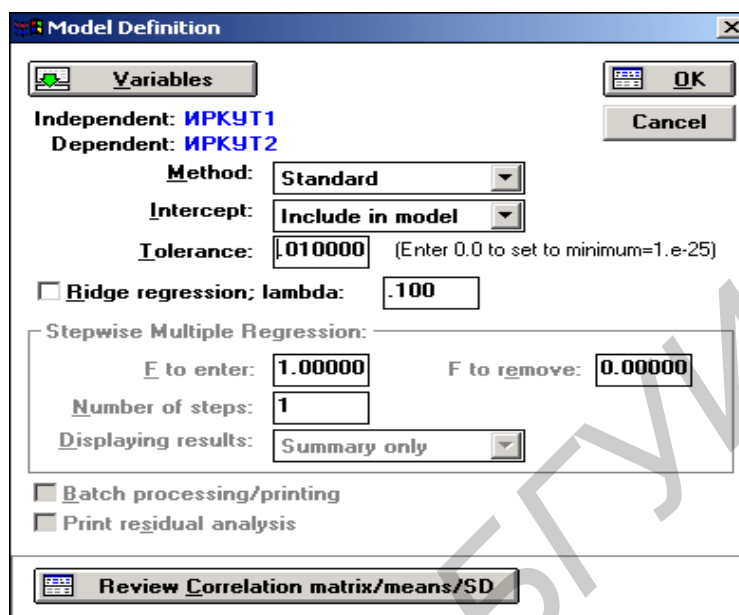 Model Definition
Variables
OK
Independent: ИРКУТ1
Cancel
Dependent: ИРКУТ2
Method: Standard
Intercept: Include in model
Tolerance: .010000 (Enter 0.0 to set to minimum=1.e-25)
Ridge regression; lambda: .100
Stepwise Multiple Regression:
F to enter: 1.00000 F to remove: 0.00000
Number of steps: 1
Displaying results: Summary only
Batch processing/printing
Print residual analysis
Review Correlation matrix/means/SD
БГУИ